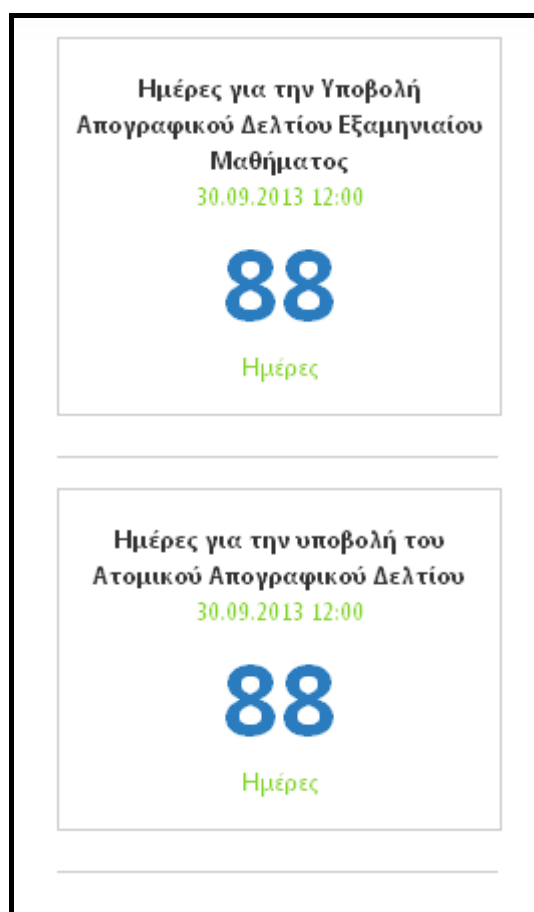 Ημέρες για την Υποβολή
Απογραφικού Δελτίου Εξαμηνιαίου
Μαθήματος
30.09.2013 12:00
88
Ημέρες
Ημέρες για την υποβολή του
Ατομικού Απογραφικού Δελτίου
30.09.2013 12:00
88
Ημέρες